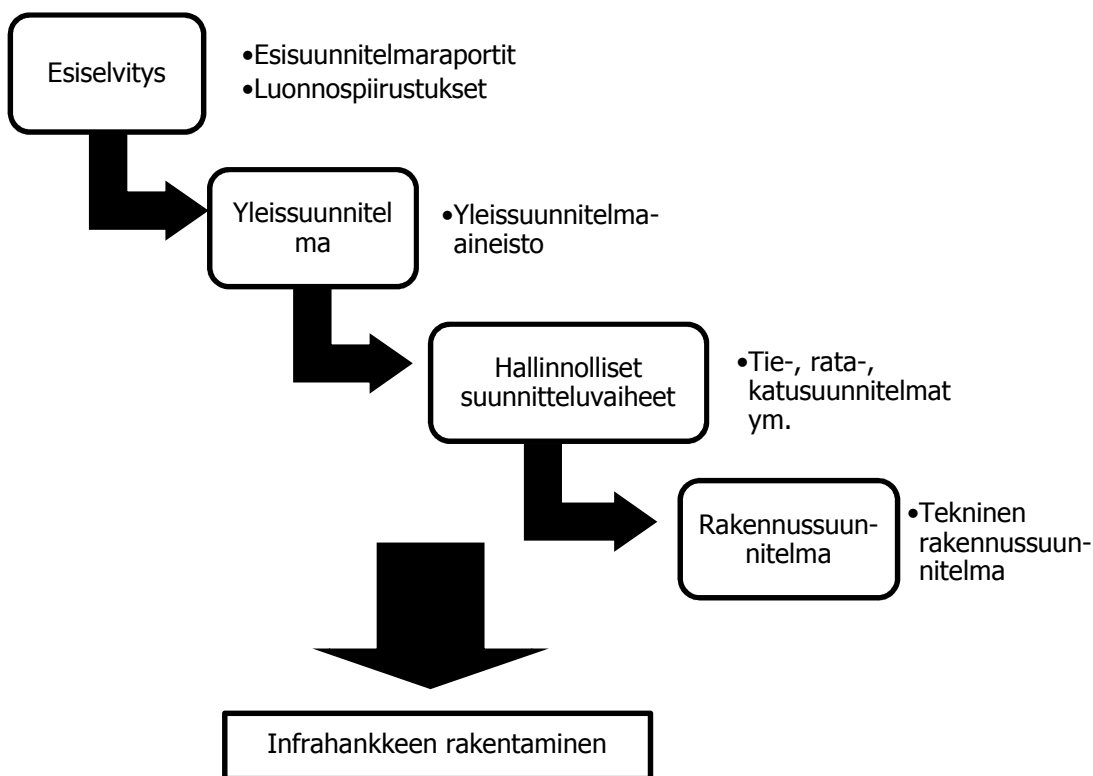 Esiselvitys
•Esisuunnitelmaraportit
•Luonnospiirustukset
Yleissuunnitel
ma
•Yleissuunnitelma-
aineisto
Hallinnolliset
suunnitteluvaiheet
•Tie-, rata-,
katusuunnitelmat
ym.
Rakennussuun-
nitelma
•Tekninen
rakennussuun-
nitelma
Infrahankkeen rakentaminen